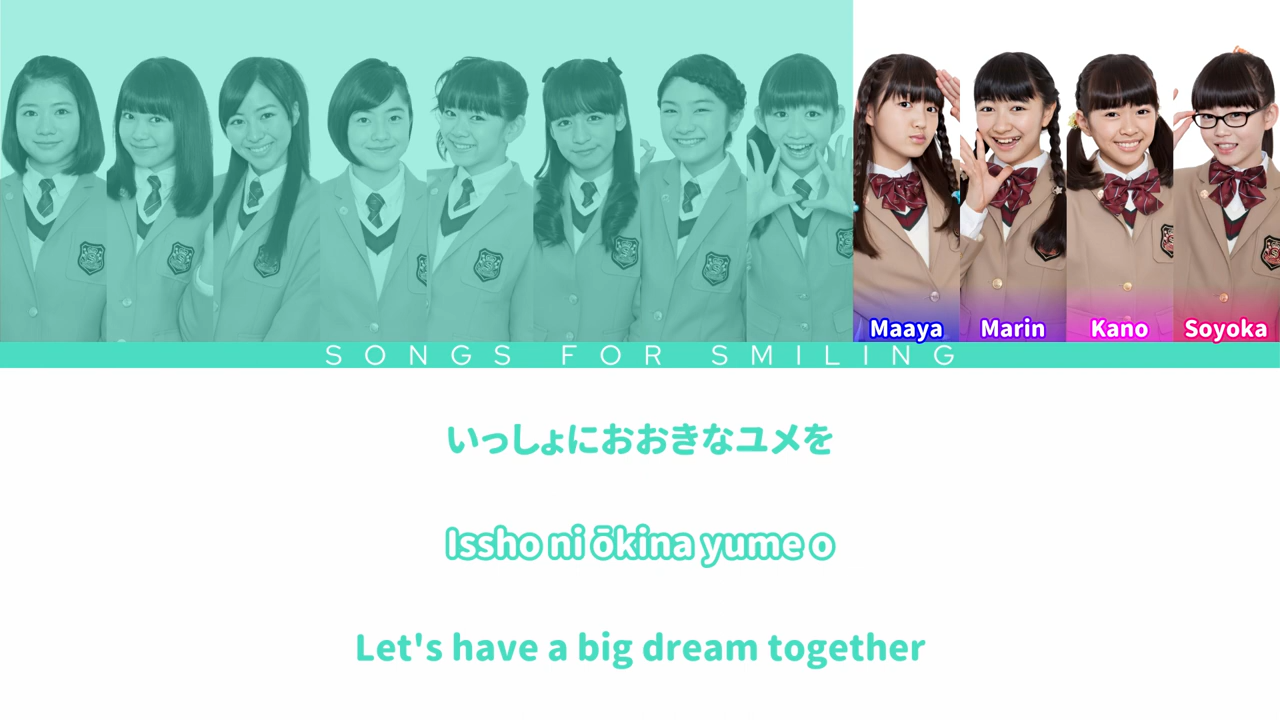 Maaya Marin Kano Soyoka
SONGS FOR SMILING
いっしょにおおきなユメを
Issho ni ōkina yume o
Let's have a big dream together